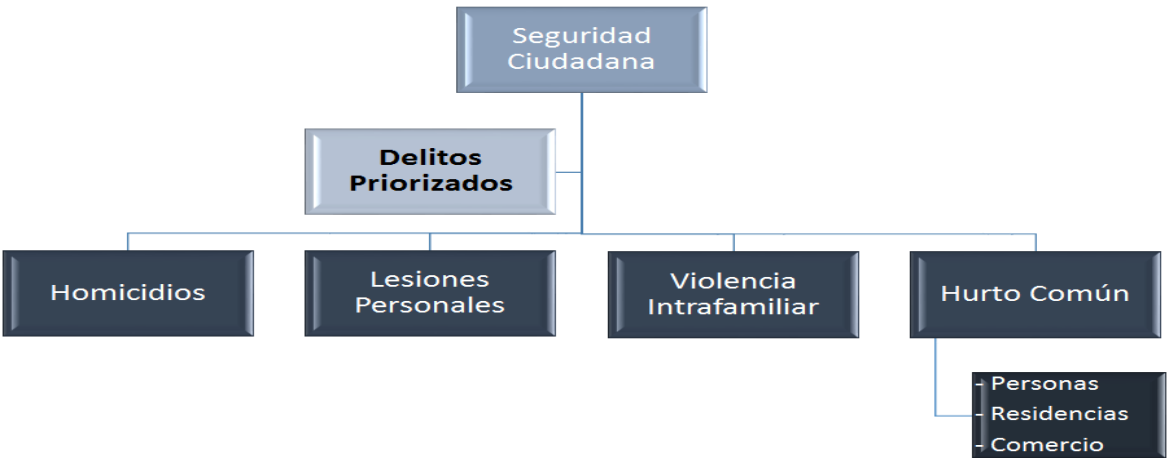 Seguridad
Ciudadana
Delitos
Priorizados
Homicidios
Lesiones
Personales
Violencia
Intrafamiliar
Hurto Común
- Personas
- Residencias
- Comercio